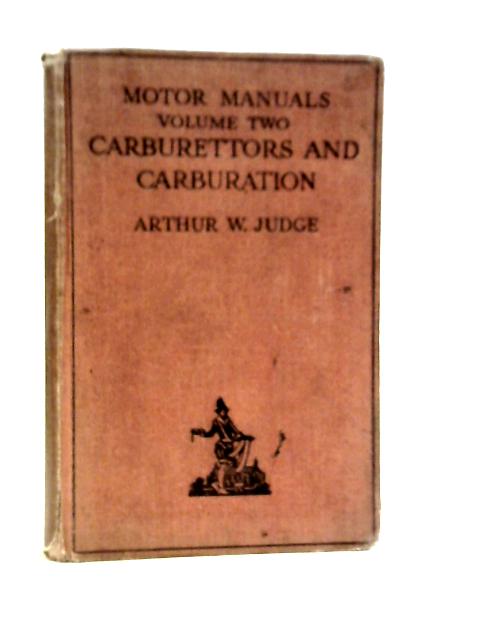 MOTOR MANUALS
VOLUME TWO
CARBURETTORS AND
CARBURATION
ARTHUR W. JUDGE